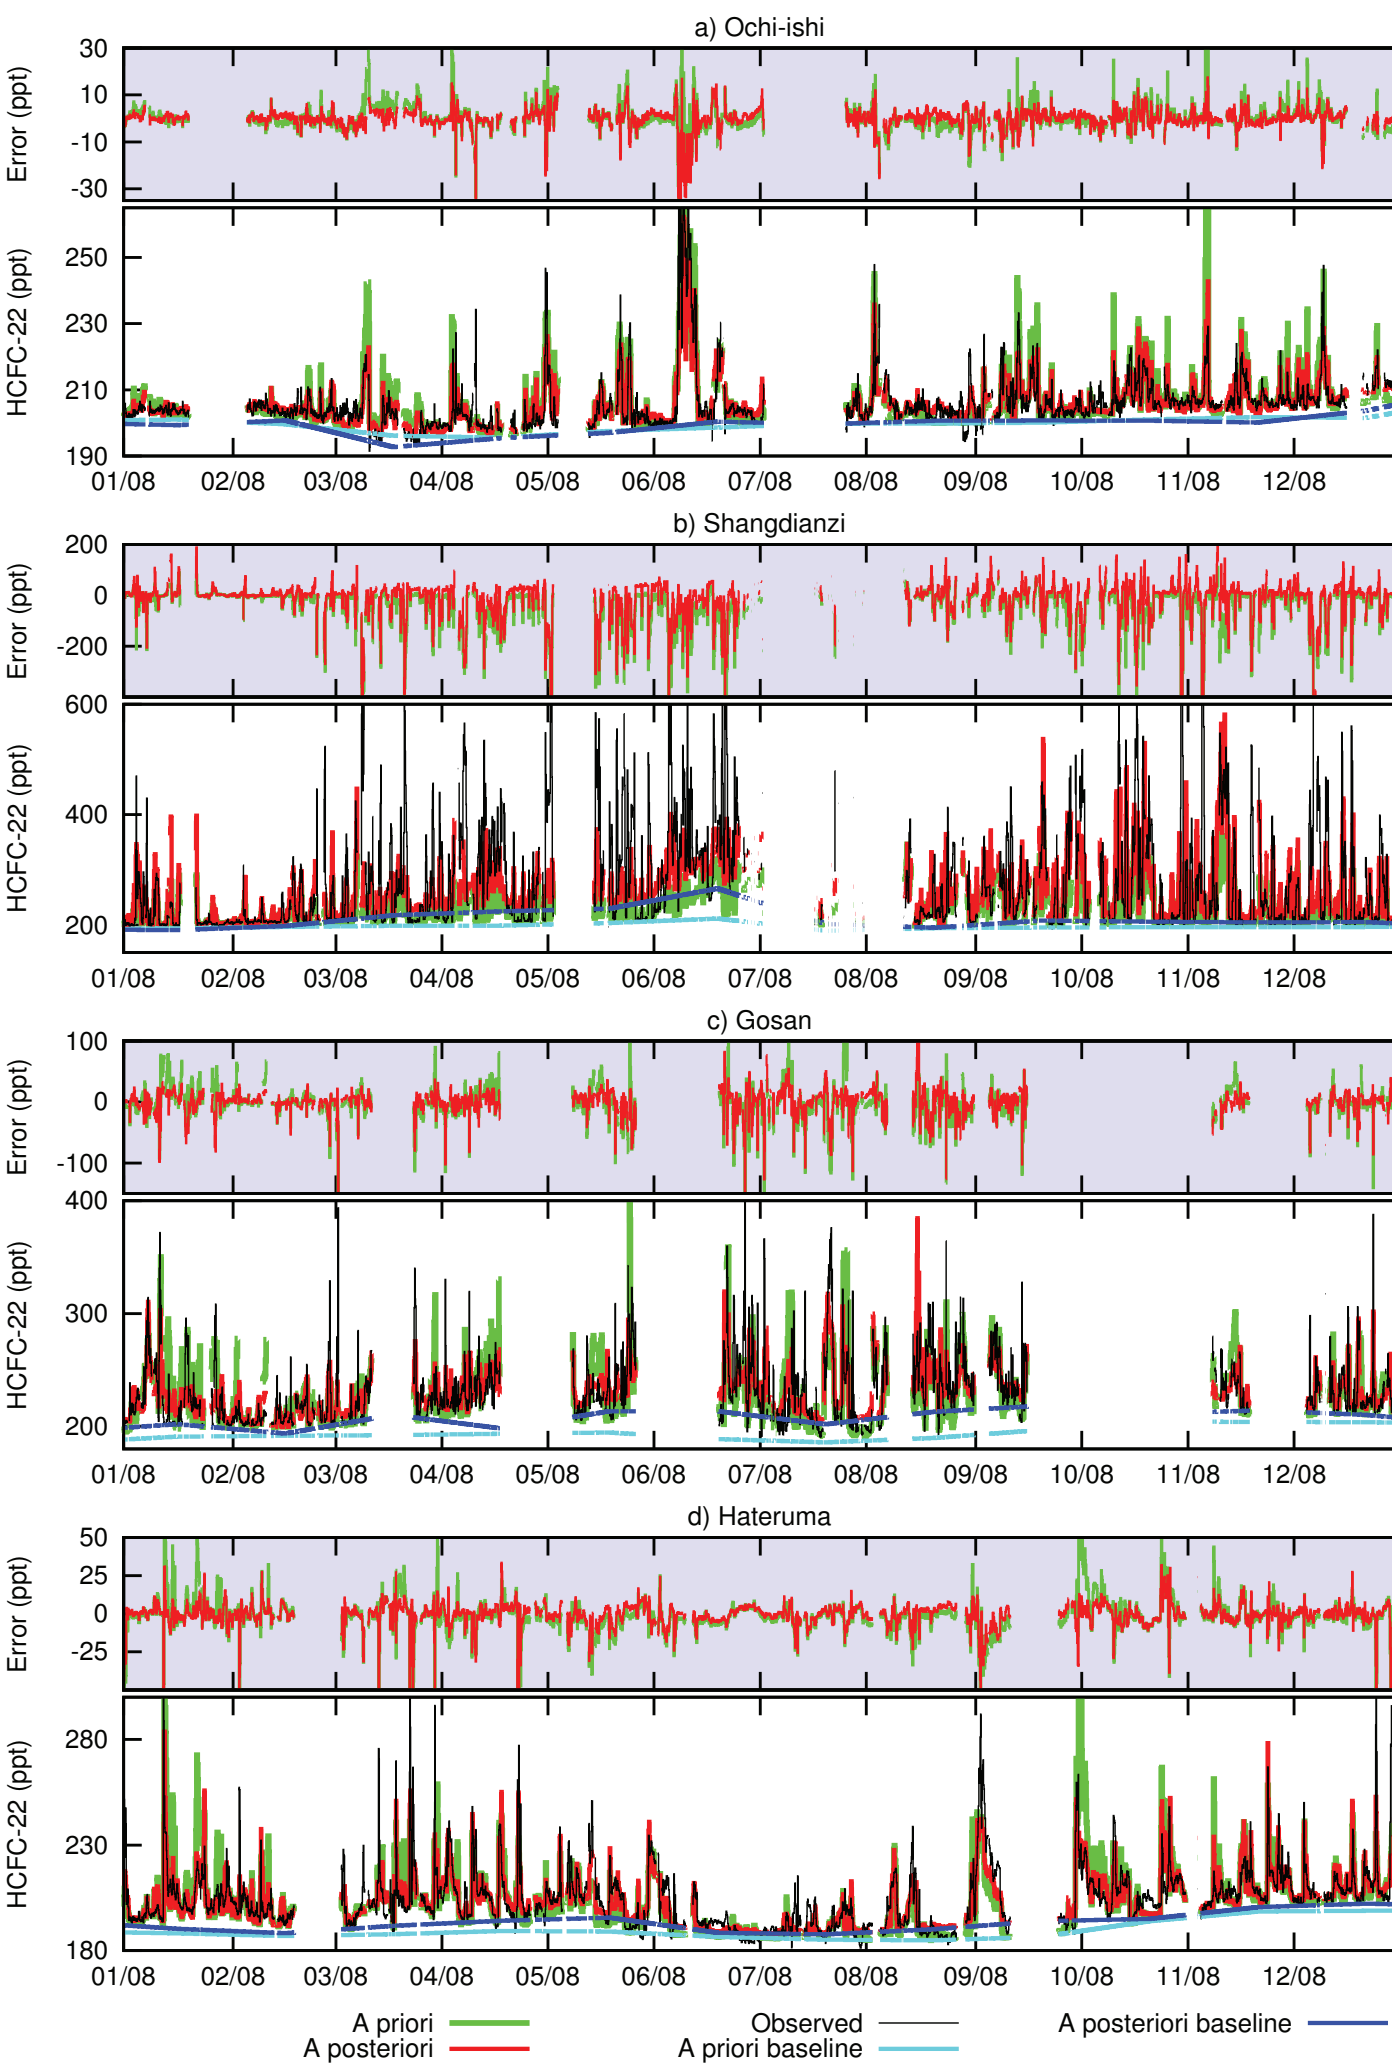 a) Ochi-ishi
30
10
-10
-30
Error (ppt)
250
230
210
190
HCFC-22 (ppt)
01/08 02/08 03/08 04/08 05/08 06/08 07/08 08/08 09/08 10/08 11/08 12/08
b) Shangdianzi
200
0
-200
Error (ppt)
600
400
200
HCFC-22 (ppt)
01/08 02/08 03/08 04/08 05/08 06/08 07/08 08/08 09/08 10/08 11/08 12/08
c) Gosan
100
0
-100
Error (ppt)
400
300
200
HCFC-22 (ppt)
01/08 02/08 03/08 04/08 05/08 06/08 07/08 08/08 09/08 10/08 11/08 12/08
d) Hateruma
50
25
0
-25
Error (ppt)
280
230
180
HCFC-22 (ppt)
01/08 02/08 03/08 04/08 05/08 06/08 07/08 08/08 09/08 10/08 11/08 12/08
A priori Observed A posteriori baseline
A posteriori A priori baseline